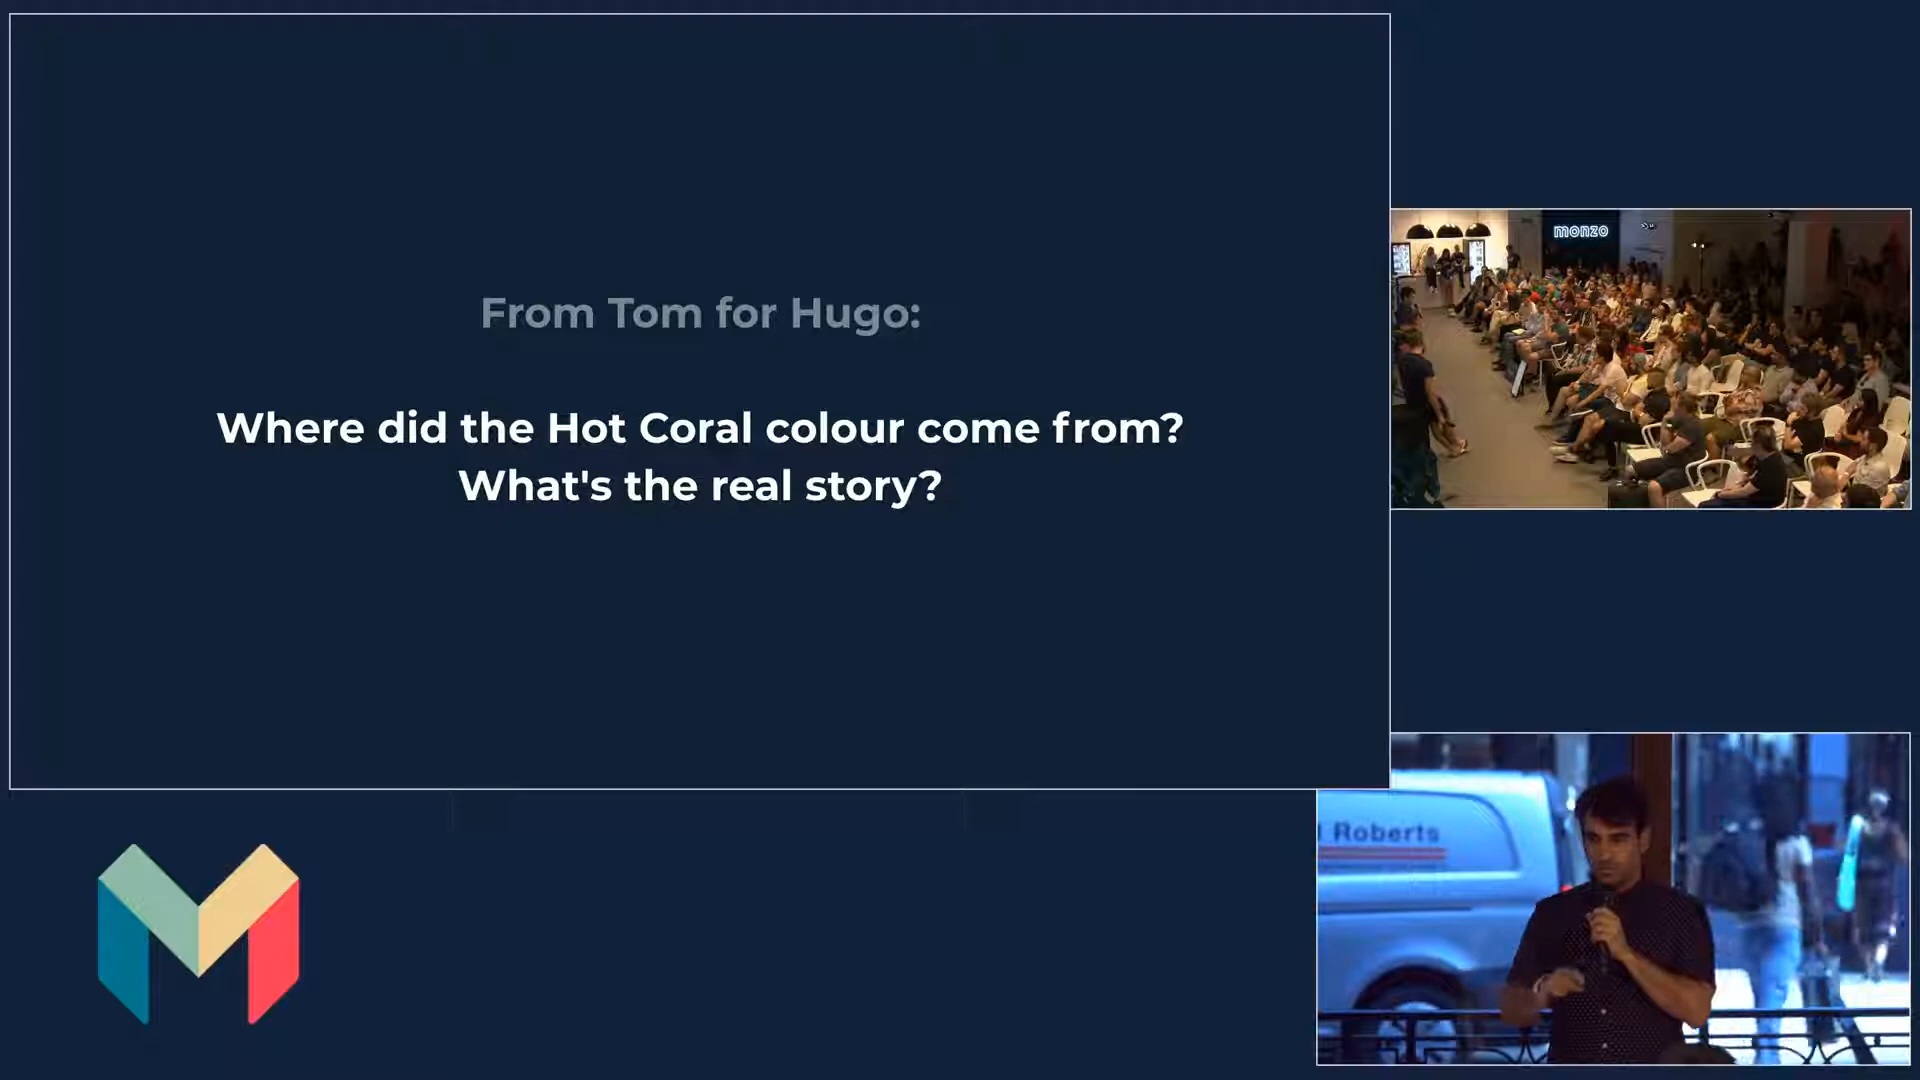 From Tom for Hugo:
Where did the Hot Coral colour come from?
What's the real story?
monzo
Roberts